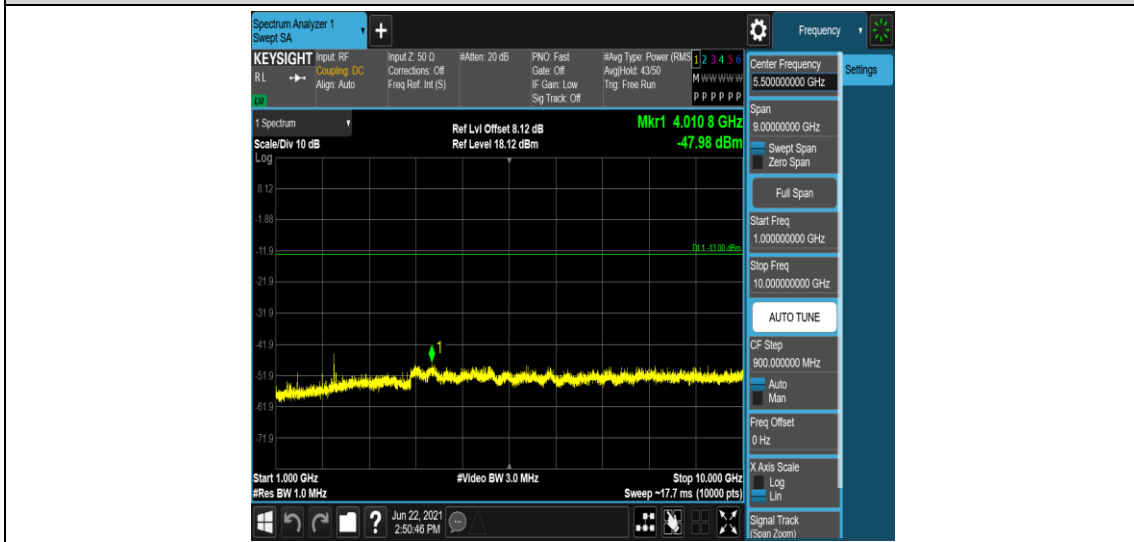 Spectrum Analyzer 1
Swept SA
+
Frequency
KEYSIGHT
RL
LXI
Input: RF
Coupling: DC
Align: Auto
Input Z: 50 Ω
Corrections: Off
Freq Ref: Int (S)
#Atten: 20 dB
PNO: Fast
Gate: Off
IF Gain: Low
Sig Track: Off
#Avg Type: Power (RMS
Avg|Hold: 43/50
Trig: Free Run
1 2 3 4 5 6
M W W W W W
P P P P P P
Center Frequency
5.500000000 GHz
Settings
1 Spectrum
Scale/Div 10 dB
Ref Lvl Offset 8.12 dB
Ref Level 18.12 dBm
Mkr1 4.010 8 GHz
-47.98 dBm
Span
9.00000000 GHz
Swept Span
Zero Span
Full Span
Start Freq
1.000000000 GHz
Stop Freq
10.000000000 GHz
AUTO TUNE
CF Step
900.000000 MHz
Auto
Man
Freq Offset
0 Hz
X Axis Scale
Log
Lin
Signal Track
(Span Zoom)
Log
8.12
-1.88
-11.9
DL1 -13.00 dBm
-21.9
-31.9
-41.9
1
-51.9
-61.9
-71.9
Start 1.000 GHz
#Video BW 3.0 MHz
Stop 10.000 GHz
#Res BW 1.0 MHz
Sweep ~17.7 ms (10000 pts)
?
Jun 22, 2021
2:50:46 PM